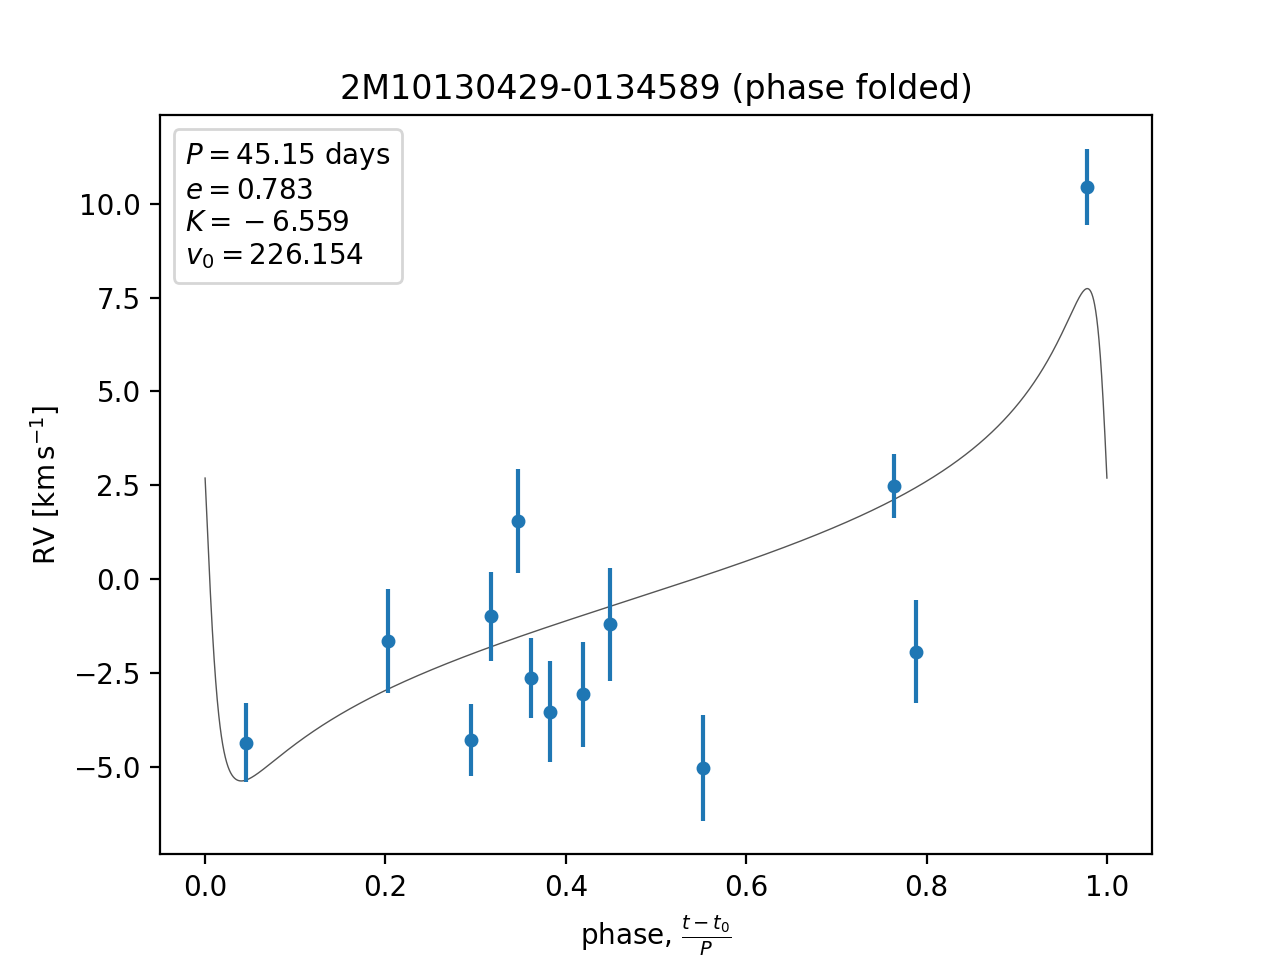 2M10130429-0134589 (phase folded)
P = 45.15 days
e = 0.783
K = −6.559
v₀ = 226.154
10.0
7.5
5.0
2.5
0.0
−2.5
−5.0
RV [km s⁻¹]
0.0 0.2 0.4 0.6 0.8 1.0
phase, (t − t₀)/P